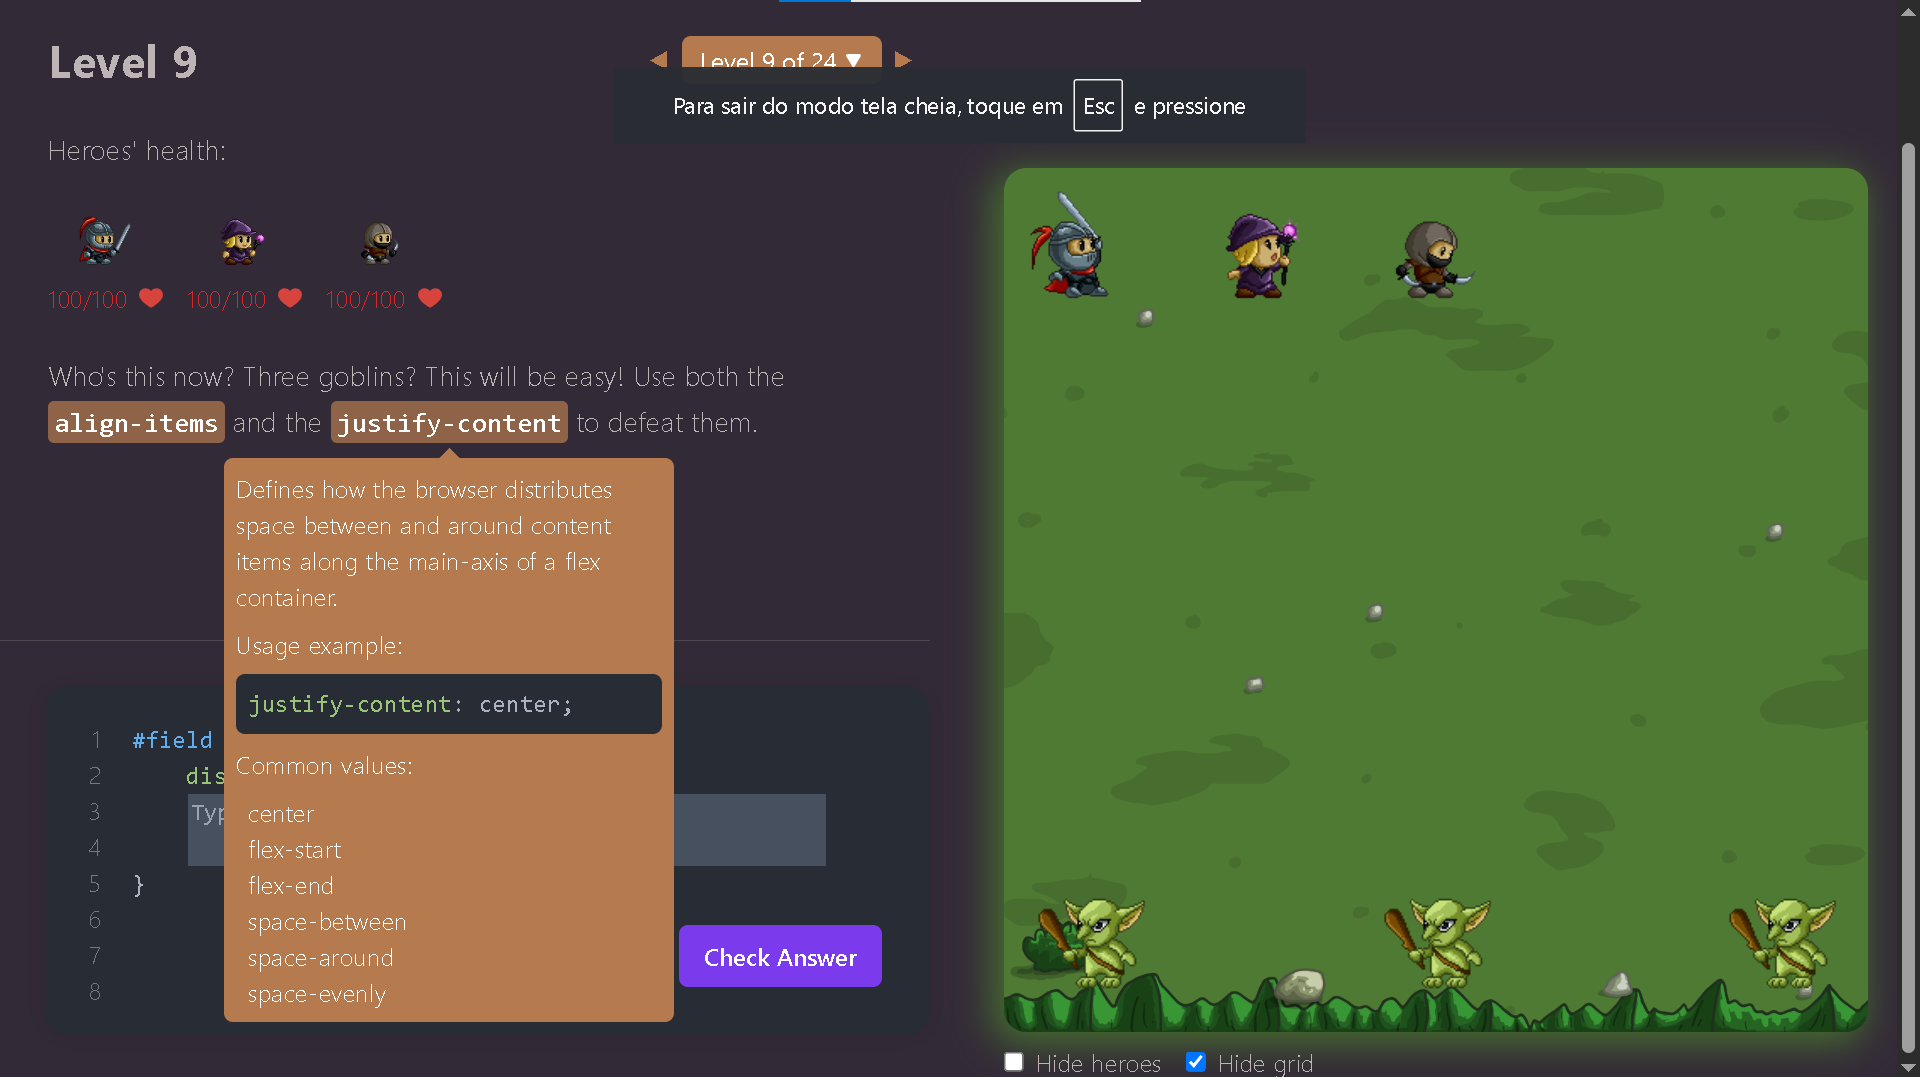 Level 9
Level 9 of 24 ▼
Para sair do modo tela cheia, toque em Esc e pressione
Heroes' health:
100/100 100/100 100/100
Who's this now? Three goblins? This will be easy! Use both the
align-items and the justify-content to defeat them.
Defines how the browser distributes
space between and around content
items along the main-axis of a flex
container.
Usage example:
justify-content: center;
Common values:
center
flex-start
flex-end
space-between
space-around
space-evenly
1 #field
2 dis
3 Typ
4
5 }
6
7
8
Check Answer
Hide heroes Hide grid